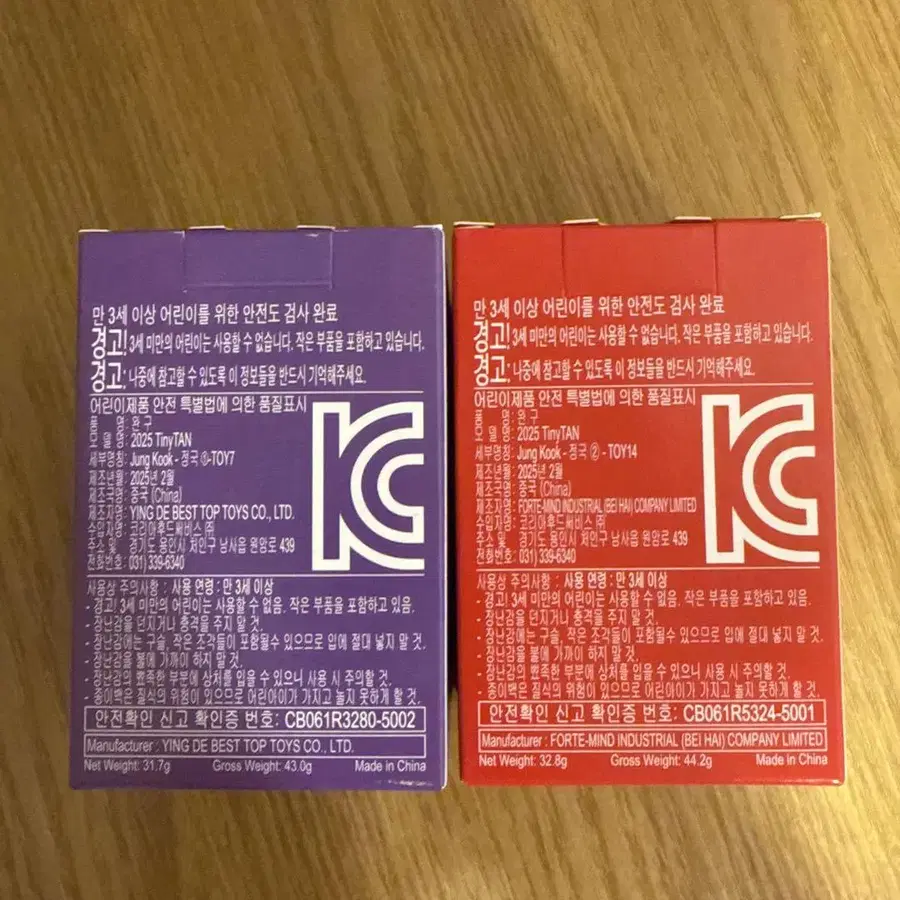 만 3세 이상 어린이를 위한 안전도 검사 완료
경고! 3세 미만의 어린이는 사용할 수 없습니다. 작은 부품을 포함하고 있습니다.
경고: 나중에 참고할 수 있도록 이 정보들을 반드시 기억해주세요.
어린이제품 안전 특별법에 의한 품질표시
품 명: 완구
모 델 명: 2025 TinyTAN
세부명칭: Jung Kook - 정국 ①-TOY7
제조년월: 2025년 2월
제조국명: 중국 (China)
제조자명: YING DE BEST TOP TOYS CO., LTD.
수입자명: 코리아후드써비스 ㈜
주소 및 : 경기도 용인시 처인구 남사읍 원암로 439
전화번호: 031) 339-6340
KC
사용상 주의사항 : 사용 연령 : 만 3세 이상
- 경고! 3세 미만의 어린이는 사용할 수 없음. 작은 부품을 포함하고 있음.
- 장난감을 던지거나 충격을 주지 말 것.
- 장난감에는 구슬, 작은 조각들이 포함될수 있으므로 입에 절대 넣지 말 것.
- 장난감을 불에 가까이 하지 말 것.
- 장난감의 뾰족한 부분에 상처를 입을 수 있으니 사용 시 주의할 것.
- 종이백은 질식의 위험이 있으므로 어린아이가 가지고 놀지 못하게 할 것.
안전확인 신고 확인증 번호: CB061R3280-5002
Manufacturer : YING DE BEST TOP TOYS CO., LTD.
Net Weight: 31.7g Gross Weight: 43.0g Made in China
만 3세 이상 어린이를 위한 안전도 검사 완료
경고! 3세 미만의 어린이는 사용할 수 없습니다. 작은 부품을 포함하고 있습니다.
경고: 나중에 참고할 수 있도록 이 정보들을 반드시 기억해주세요.
어린이제품 안전 특별법에 의한 품질표시
품 명: 완구
모 델 명: 2025 TinyTAN
세부명칭: Jung Kook - 정국 ② - TOY14
제조년월: 2025년 2월
제조국명: 중국 (China)
제조자명: FORTE-MIND INDUSTRIAL (BEI HAI) COMPANY LIMITED
수입자명: 코리아후드써비스 ㈜
주소 및 : 경기도 용인시 처인구 남사읍 원암로 439
전화번호: 031) 339-6340
KC
사용상 주의사항 : 사용 연령 : 만 3세 이상
- 경고! 3세 미만의 어린이는 사용할 수 없음. 작은 부품을 포함하고 있음.
- 장난감을 던지거나 충격을 주지 말 것.
- 장난감에는 구슬, 작은 조각들이 포함될수 있으므로 입에 절대 넣지 말 것.
- 장난감을 불에 가까이 하지 말 것.
- 장난감의 뾰족한 부분에 상처를 입을 수 있으니 사용 시 주의할 것.
- 종이백은 질식의 위험이 있으므로 어린아이가 가지고 놀지 못하게 할 것.
안전확인 신고 확인증 번호: CB061R5324-5001
Manufacturer : FORTE-MIND INDUSTRIAL (BEI HAI) COMPANY LIMITED
Net Weight: 32.8g Gross Weight: 44.2g Made in China